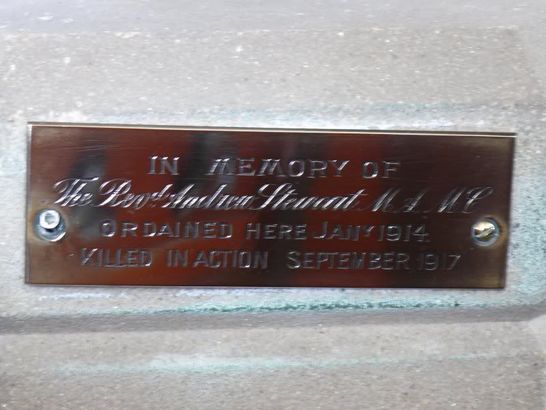 IN MEMORY OF
The Revd Andrew Stewart M.A. M.C
ORDAINED HERE JANY 1914
KILLED IN ACTION SEPTEMBER 1917